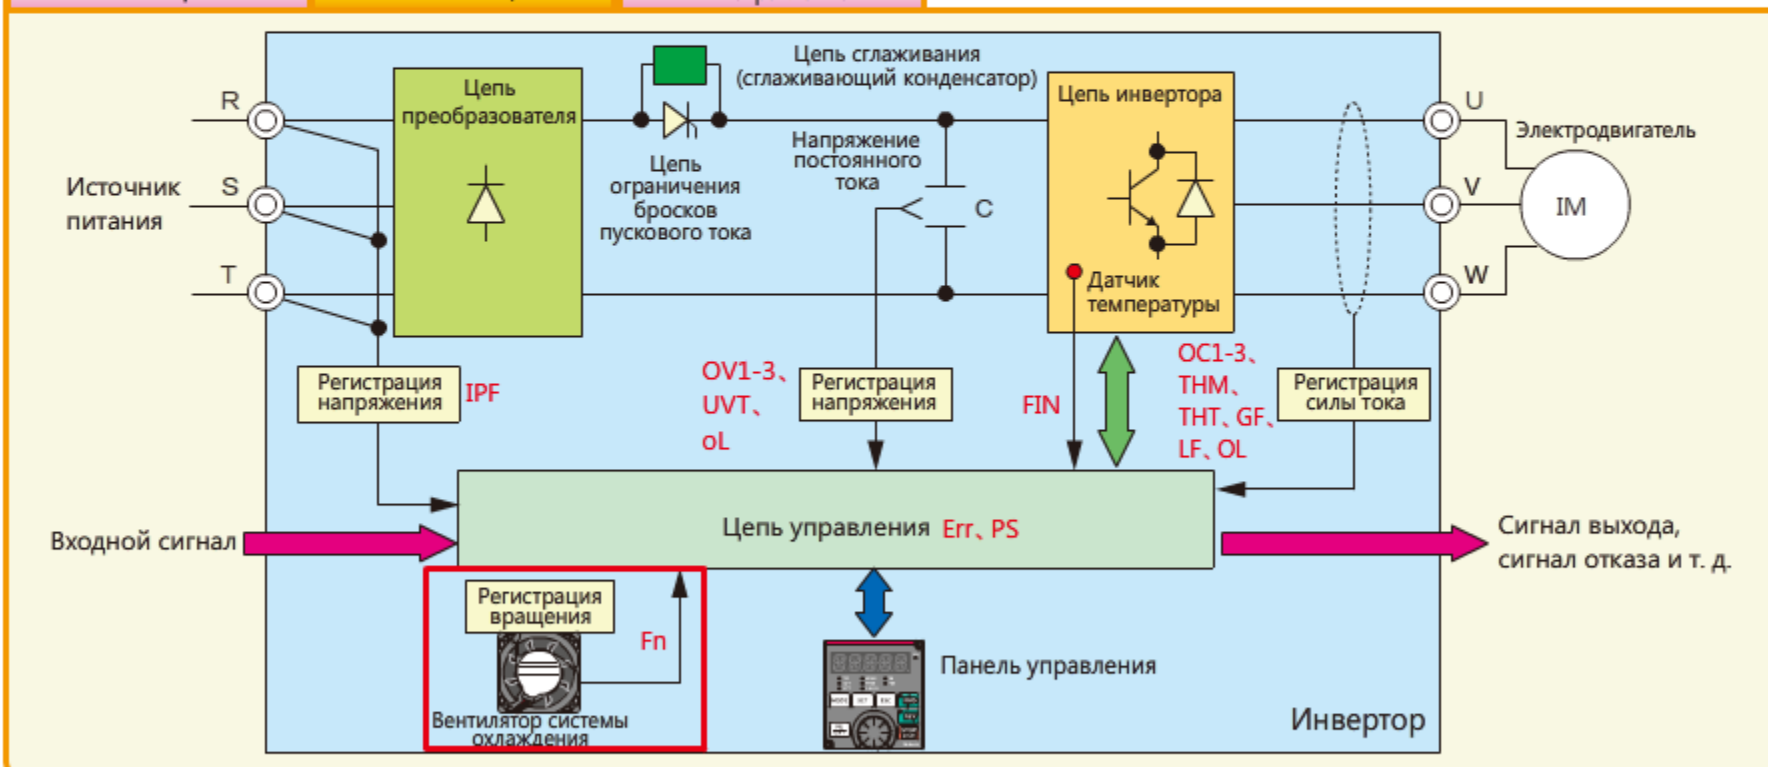 Цепь сглаживания
(сглаживающий конденсатор)
Цепь
преобразователя
Цепь инвертора
R
U
Электродвигатель
Напряжение
постоянного
тока
Цепь
ограничения
бросков
пускового тока
Источник
питания
S
C
V
IM
T
W
Датчик
температуры
Регистрация
напряжения
IPF
OV1-3、
UVT、
oL
Регистрация
напряжения
FIN
OC1-3、
THM、
THT、GF、
LF、OL
Регистрация
силы тока
Входной сигнал
Цепь управления Err、PS
Сигнал выхода,
сигнал отказа и т. д.
Регистрация
вращения
Fn
Вентилятор системы
охлаждения
Панель управления
Инвертор